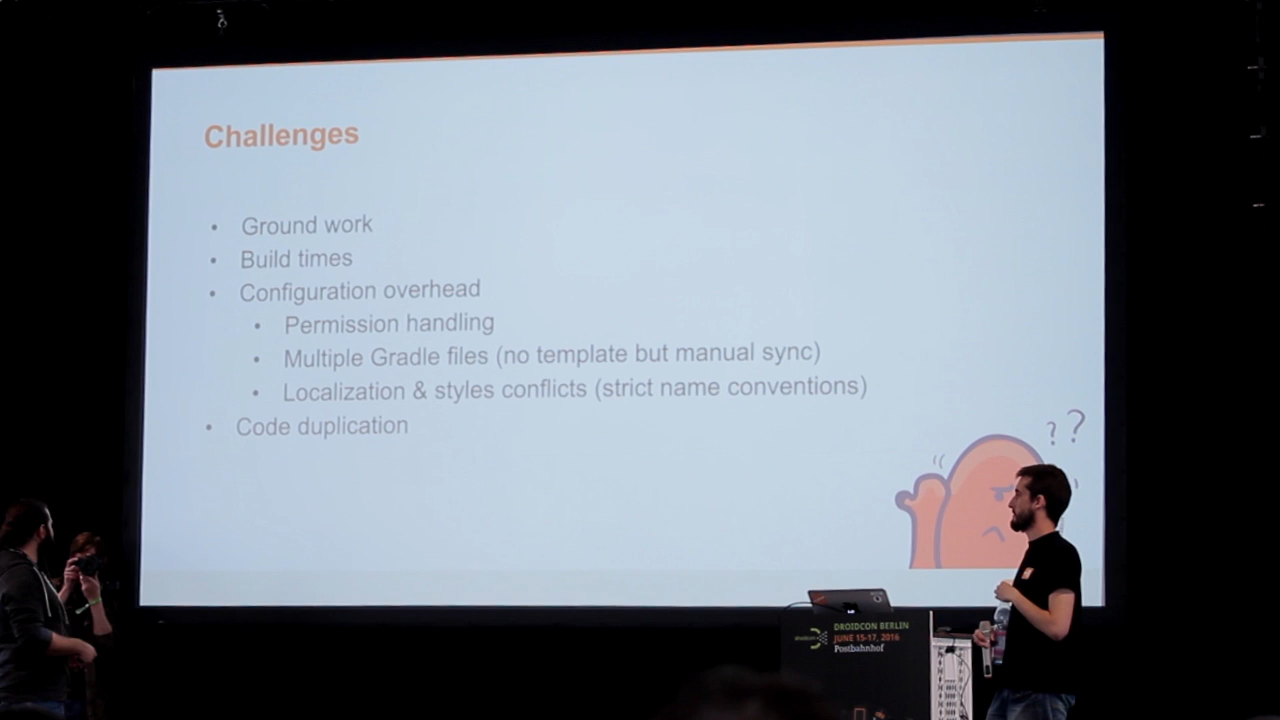 Challenges
• Ground work
• Build times
• Configuration overhead
• Permission handling
• Multiple Gradle files (no template but manual sync)
• Localization & styles conflicts (strict name conventions)
• Code duplication
? ?
droidcon
DROIDCON BERLIN
JUNE 15-17, 2016
Postbahnhof